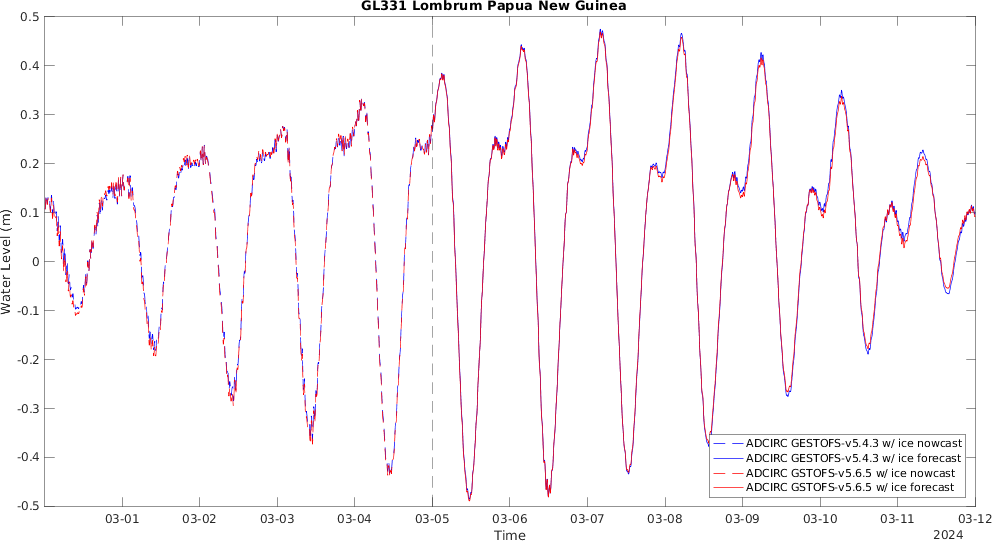 GL331 Lombrum Papua New Guinea
0.5
0.4
0.3
0.2
0.1
0
-0.1
-0.2
-0.3
-0.4
-0.5
Water Level (m)
ADCIRC GESTOFS-v5.4.3 w/ ice nowcast
ADCIRC GESTOFS-v5.4.3 w/ ice forecast
ADCIRC GSTOFS-v5.6.5 w/ ice nowcast
ADCIRC GSTOFS-v5.6.5 w/ ice forecast
03-01 03-02 03-03 03-04 03-05 03-06 03-07 03-08 03-09 03-10 03-11 03-12
Time
2024